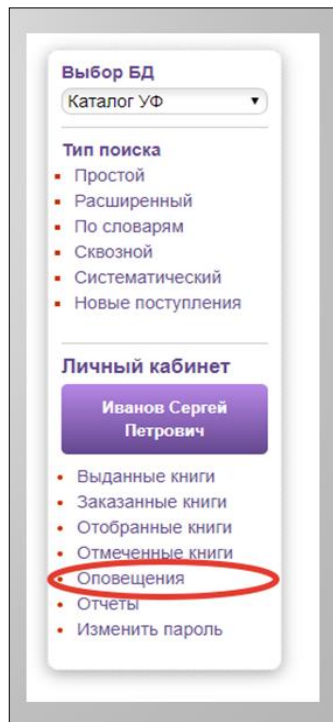 Выбор БД
Каталог УФ
Тип поиска
Простой
Расширенный
По словарям
Сквозной
Систематический
Новые поступления
Личный кабинет
Иванов Сергей
Петрович
Выданные книги
Заказанные книги
Отобранные книги
Отмеченные книги
Оповещения
Отчеты
Изменить пароль